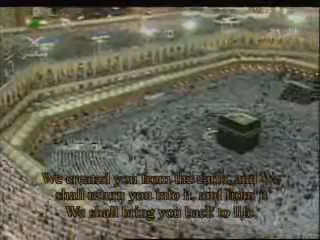 We created you from the earth, and We
shall return you into it, and from
We shall bring you back to life.